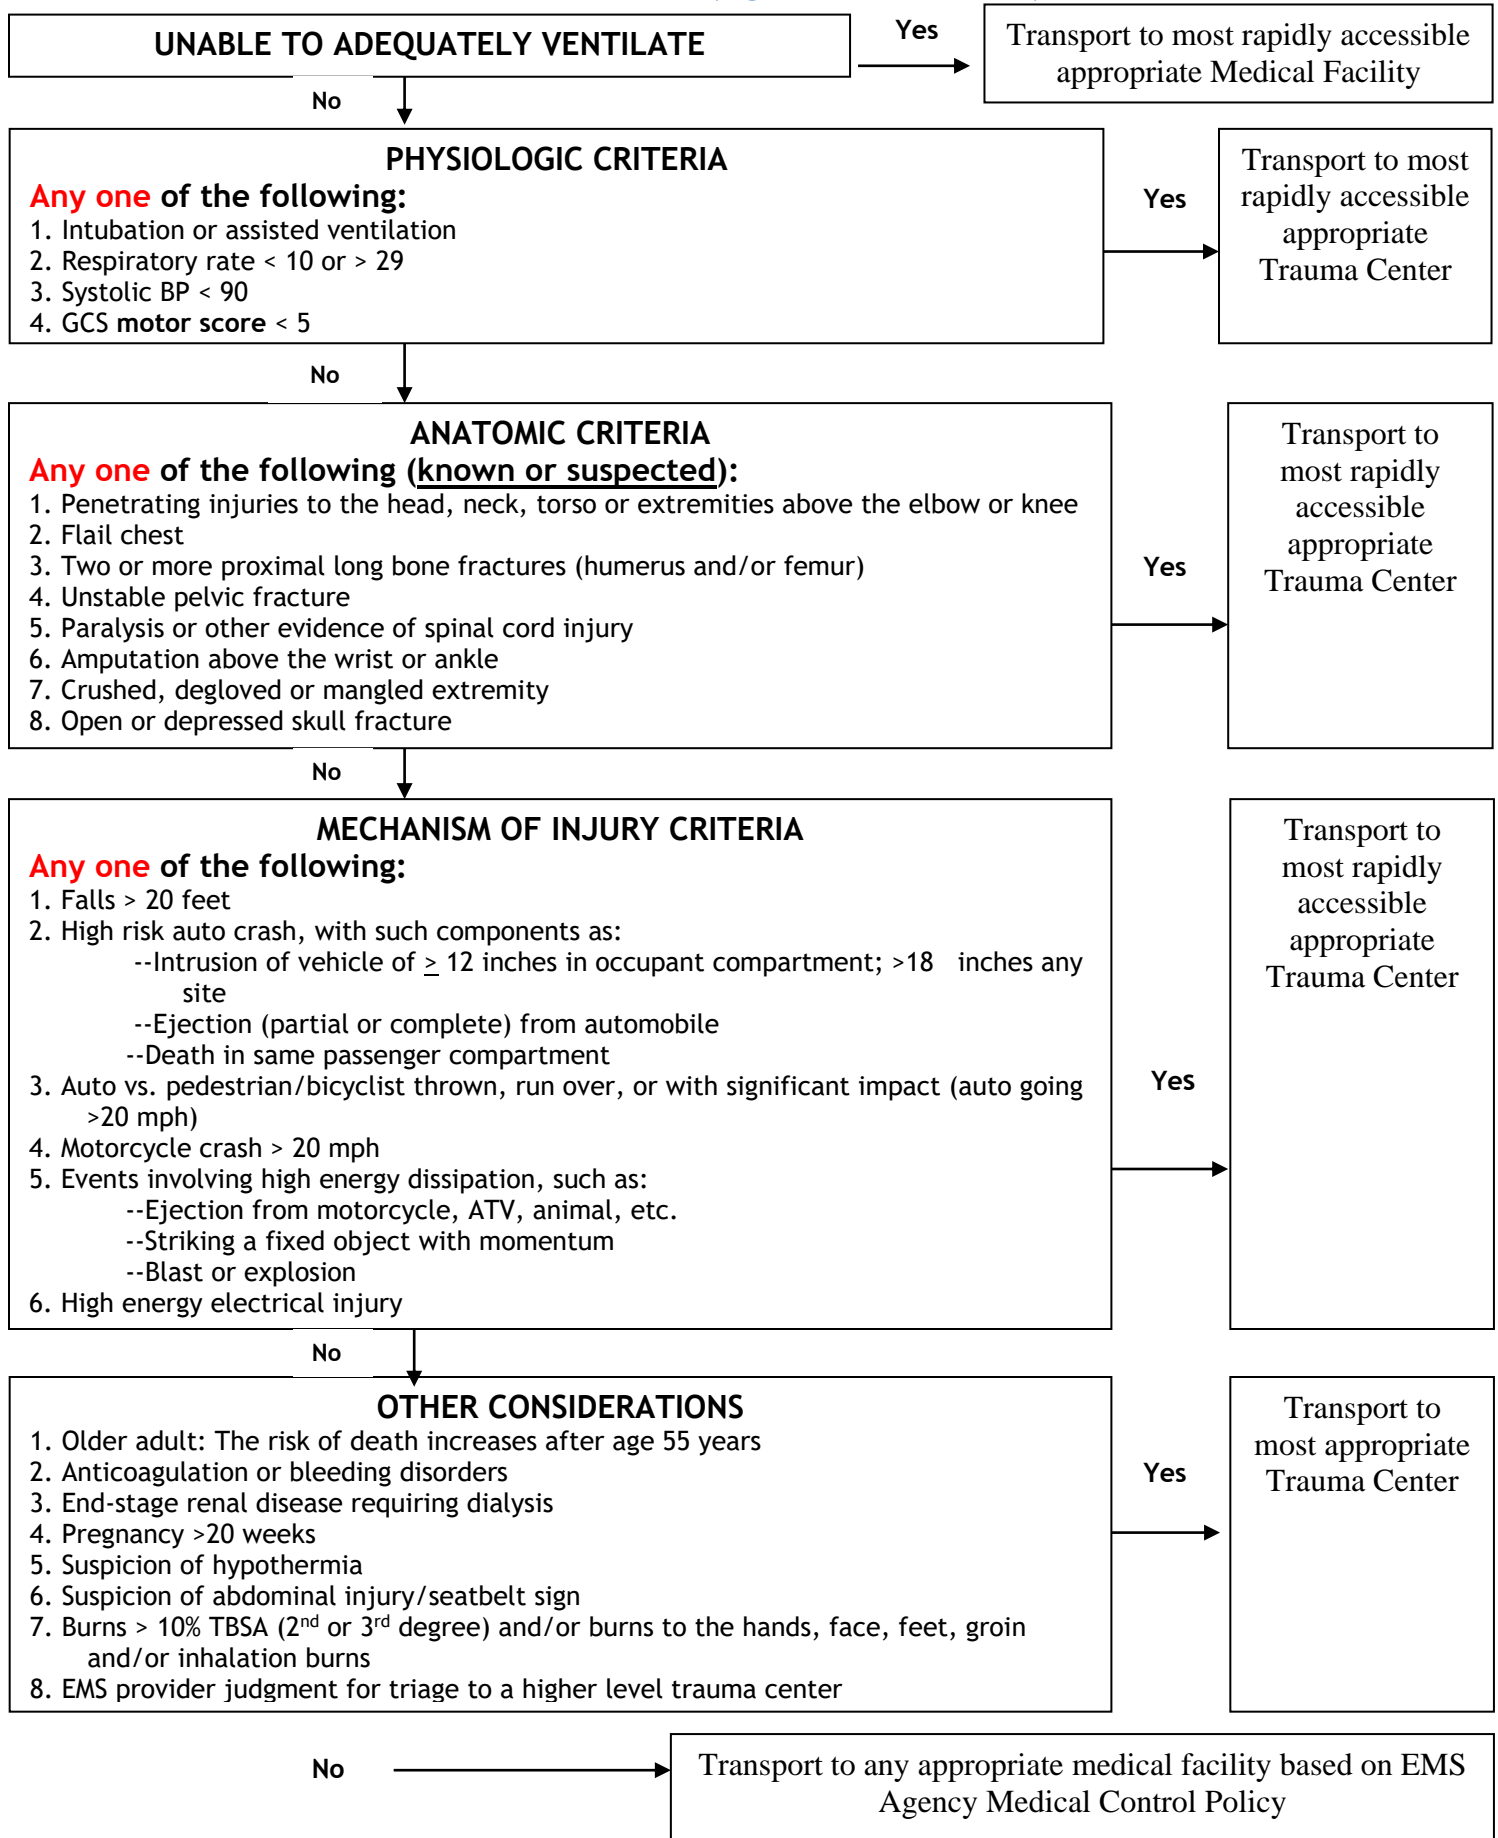 UNABLE TO ADEQUATELY VENTILATE
Yes
Transport to most rapidly accessible
appropriate Medical Facility
No
PHYSIOLOGIC CRITERIA
Any one of the following:
1. Intubation or assisted ventilation
2. Respiratory rate < 10 or > 29
3. Systolic BP < 90
4. GCS motor score < 5
Yes
Transport to most
rapidly accessible
appropriate
Trauma Center
No
ANATOMIC CRITERIA
Any one of the following (known or suspected):
1. Penetrating injuries to the head, neck, torso or extremities above the elbow or knee
2. Flail chest
3. Two or more proximal long bone fractures (humerus and/or femur)
4. Unstable pelvic fracture
5. Paralysis or other evidence of spinal cord injury
6. Amputation above the wrist or ankle
7. Crushed, degloved or mangled extremity
8. Open or depressed skull fracture
Yes
Transport to
most rapidly
accessible
appropriate
Trauma Center
No
MECHANISM OF INJURY CRITERIA
Any one of the following:
1. Falls > 20 feet
2. High risk auto crash, with such components as:
--Intrusion of vehicle of ≥ 12 inches in occupant compartment; >18 inches any
site
--Ejection (partial or complete) from automobile
--Death in same passenger compartment
3. Auto vs. pedestrian/bicyclist thrown, run over, or with significant impact (auto going
>20 mph)
4. Motorcycle crash > 20 mph
5. Events involving high energy dissipation, such as:
--Ejection from motorcycle, ATV, animal, etc.
--Striking a fixed object with momentum
--Blast or explosion
6. High energy electrical injury
Yes
Transport to
most rapidly
accessible
appropriate
Trauma Center
No
OTHER CONSIDERATIONS
1. Older adult: The risk of death increases after age 55 years
2. Anticoagulation or bleeding disorders
3. End-stage renal disease requiring dialysis
4. Pregnancy >20 weeks
5. Suspicion of hypothermia
6. Suspicion of abdominal injury/seatbelt sign
7. Burns > 10% TBSA (2nd or 3rd degree) and/or burns to the hands, face, feet, groin
and/or inhalation burns
8. EMS provider judgment for triage to a higher level trauma center
Yes
Transport to
most appropriate
Trauma Center
No
Transport to any appropriate medical facility based on EMS
Agency Medical Control Policy